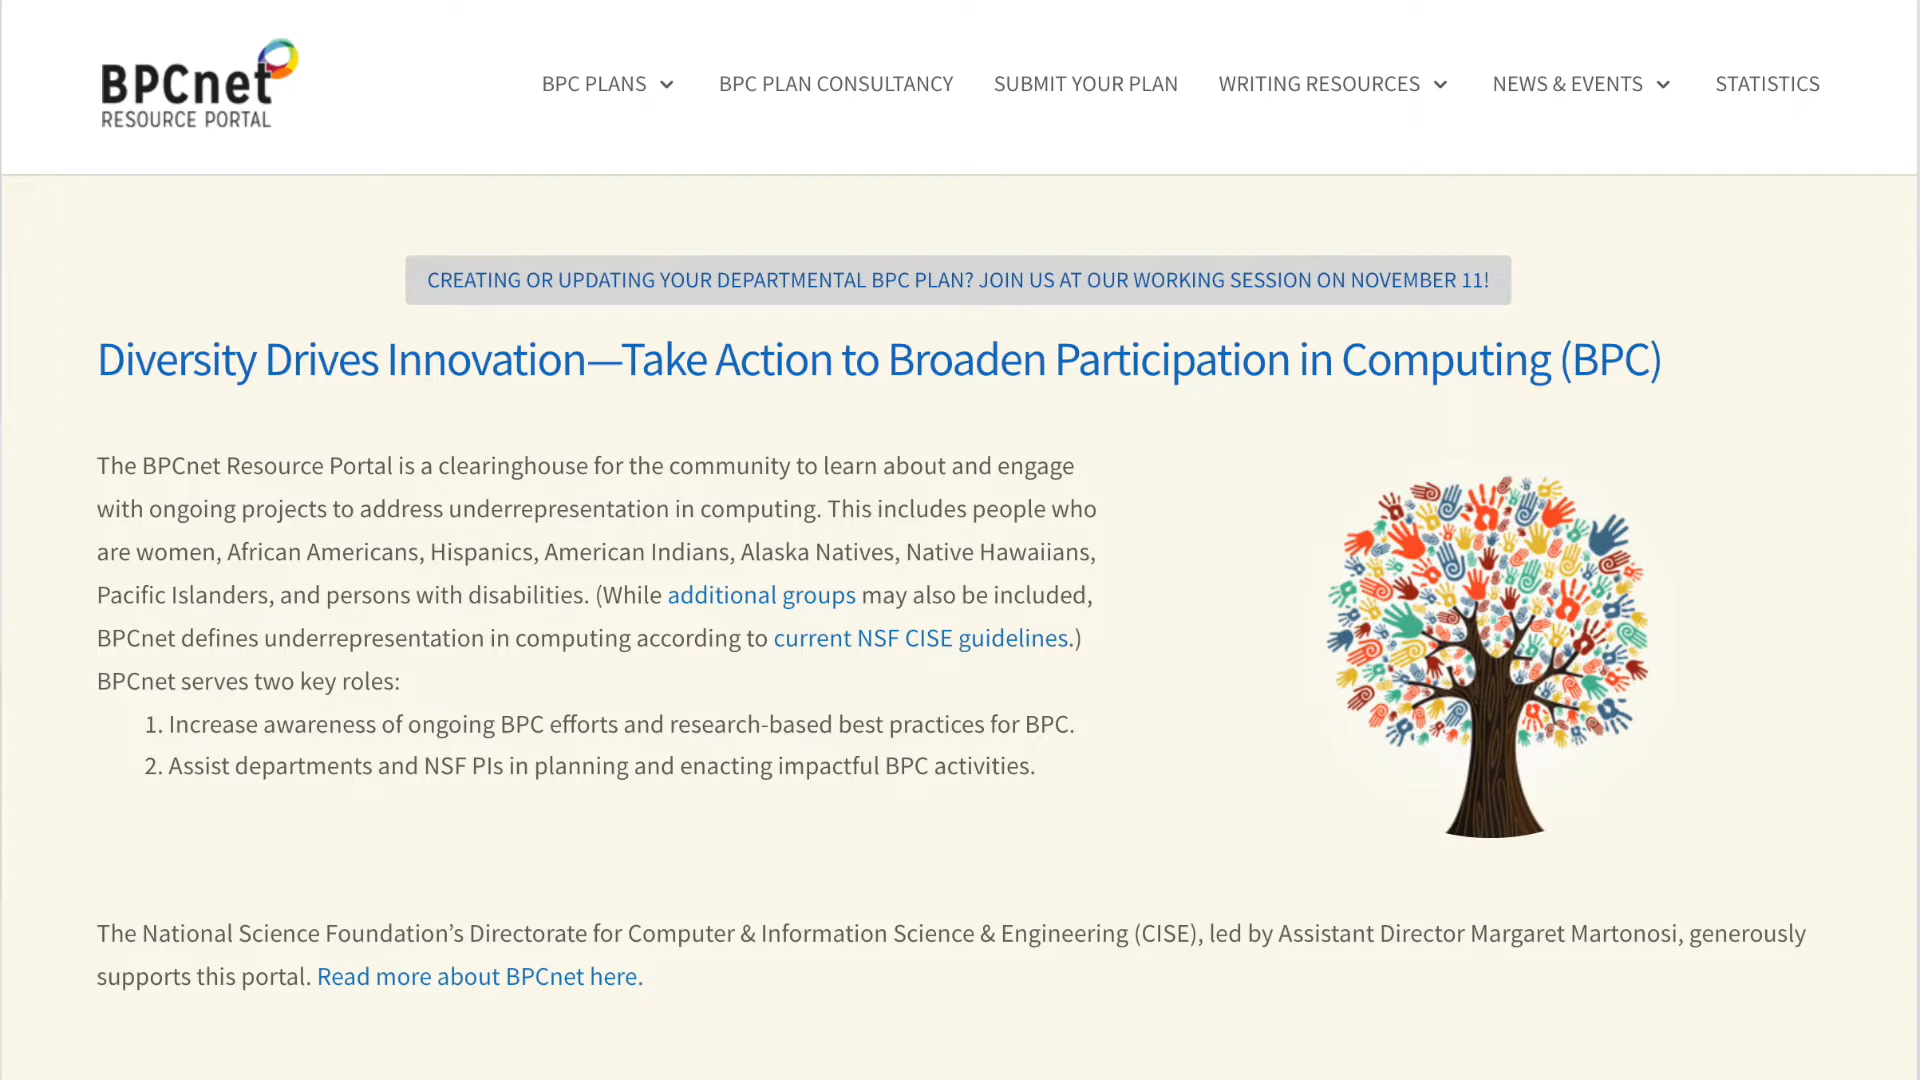 BPCnet
RESOURCE PORTAL
BPC PLANS
BPC PLAN CONSULTANCY
SUBMIT YOUR PLAN
WRITING RESOURCES
NEWS & EVENTS
STATISTICS
CREATING OR UPDATING YOUR DEPARTMENTAL BPC PLAN? JOIN US AT OUR WORKING SESSION ON NOVEMBER 11!
Diversity Drives Innovation—Take Action to Broaden Participation in Computing (BPC)
The BPCnet Resource Portal is a clearinghouse for the community to learn about and engage
with ongoing projects to address underrepresentation in computing. This includes people who
are women, African Americans, Hispanics, American Indians, Alaska Natives, Native Hawaiians,
Pacific Islanders, and persons with disabilities. (While additional groups may also be included,
BPCnet defines underrepresentation in computing according to current NSF CISE guidelines.)
BPCnet serves two key roles:
1. Increase awareness of ongoing BPC efforts and research-based best practices for BPC.
2. Assist departments and NSF PIs in planning and enacting impactful BPC activities.
The National Science Foundation’s Directorate for Computer & Information Science & Engineering (CISE), led by Assistant Director Margaret Martonosi, generously
supports this portal. Read more about BPCnet here.